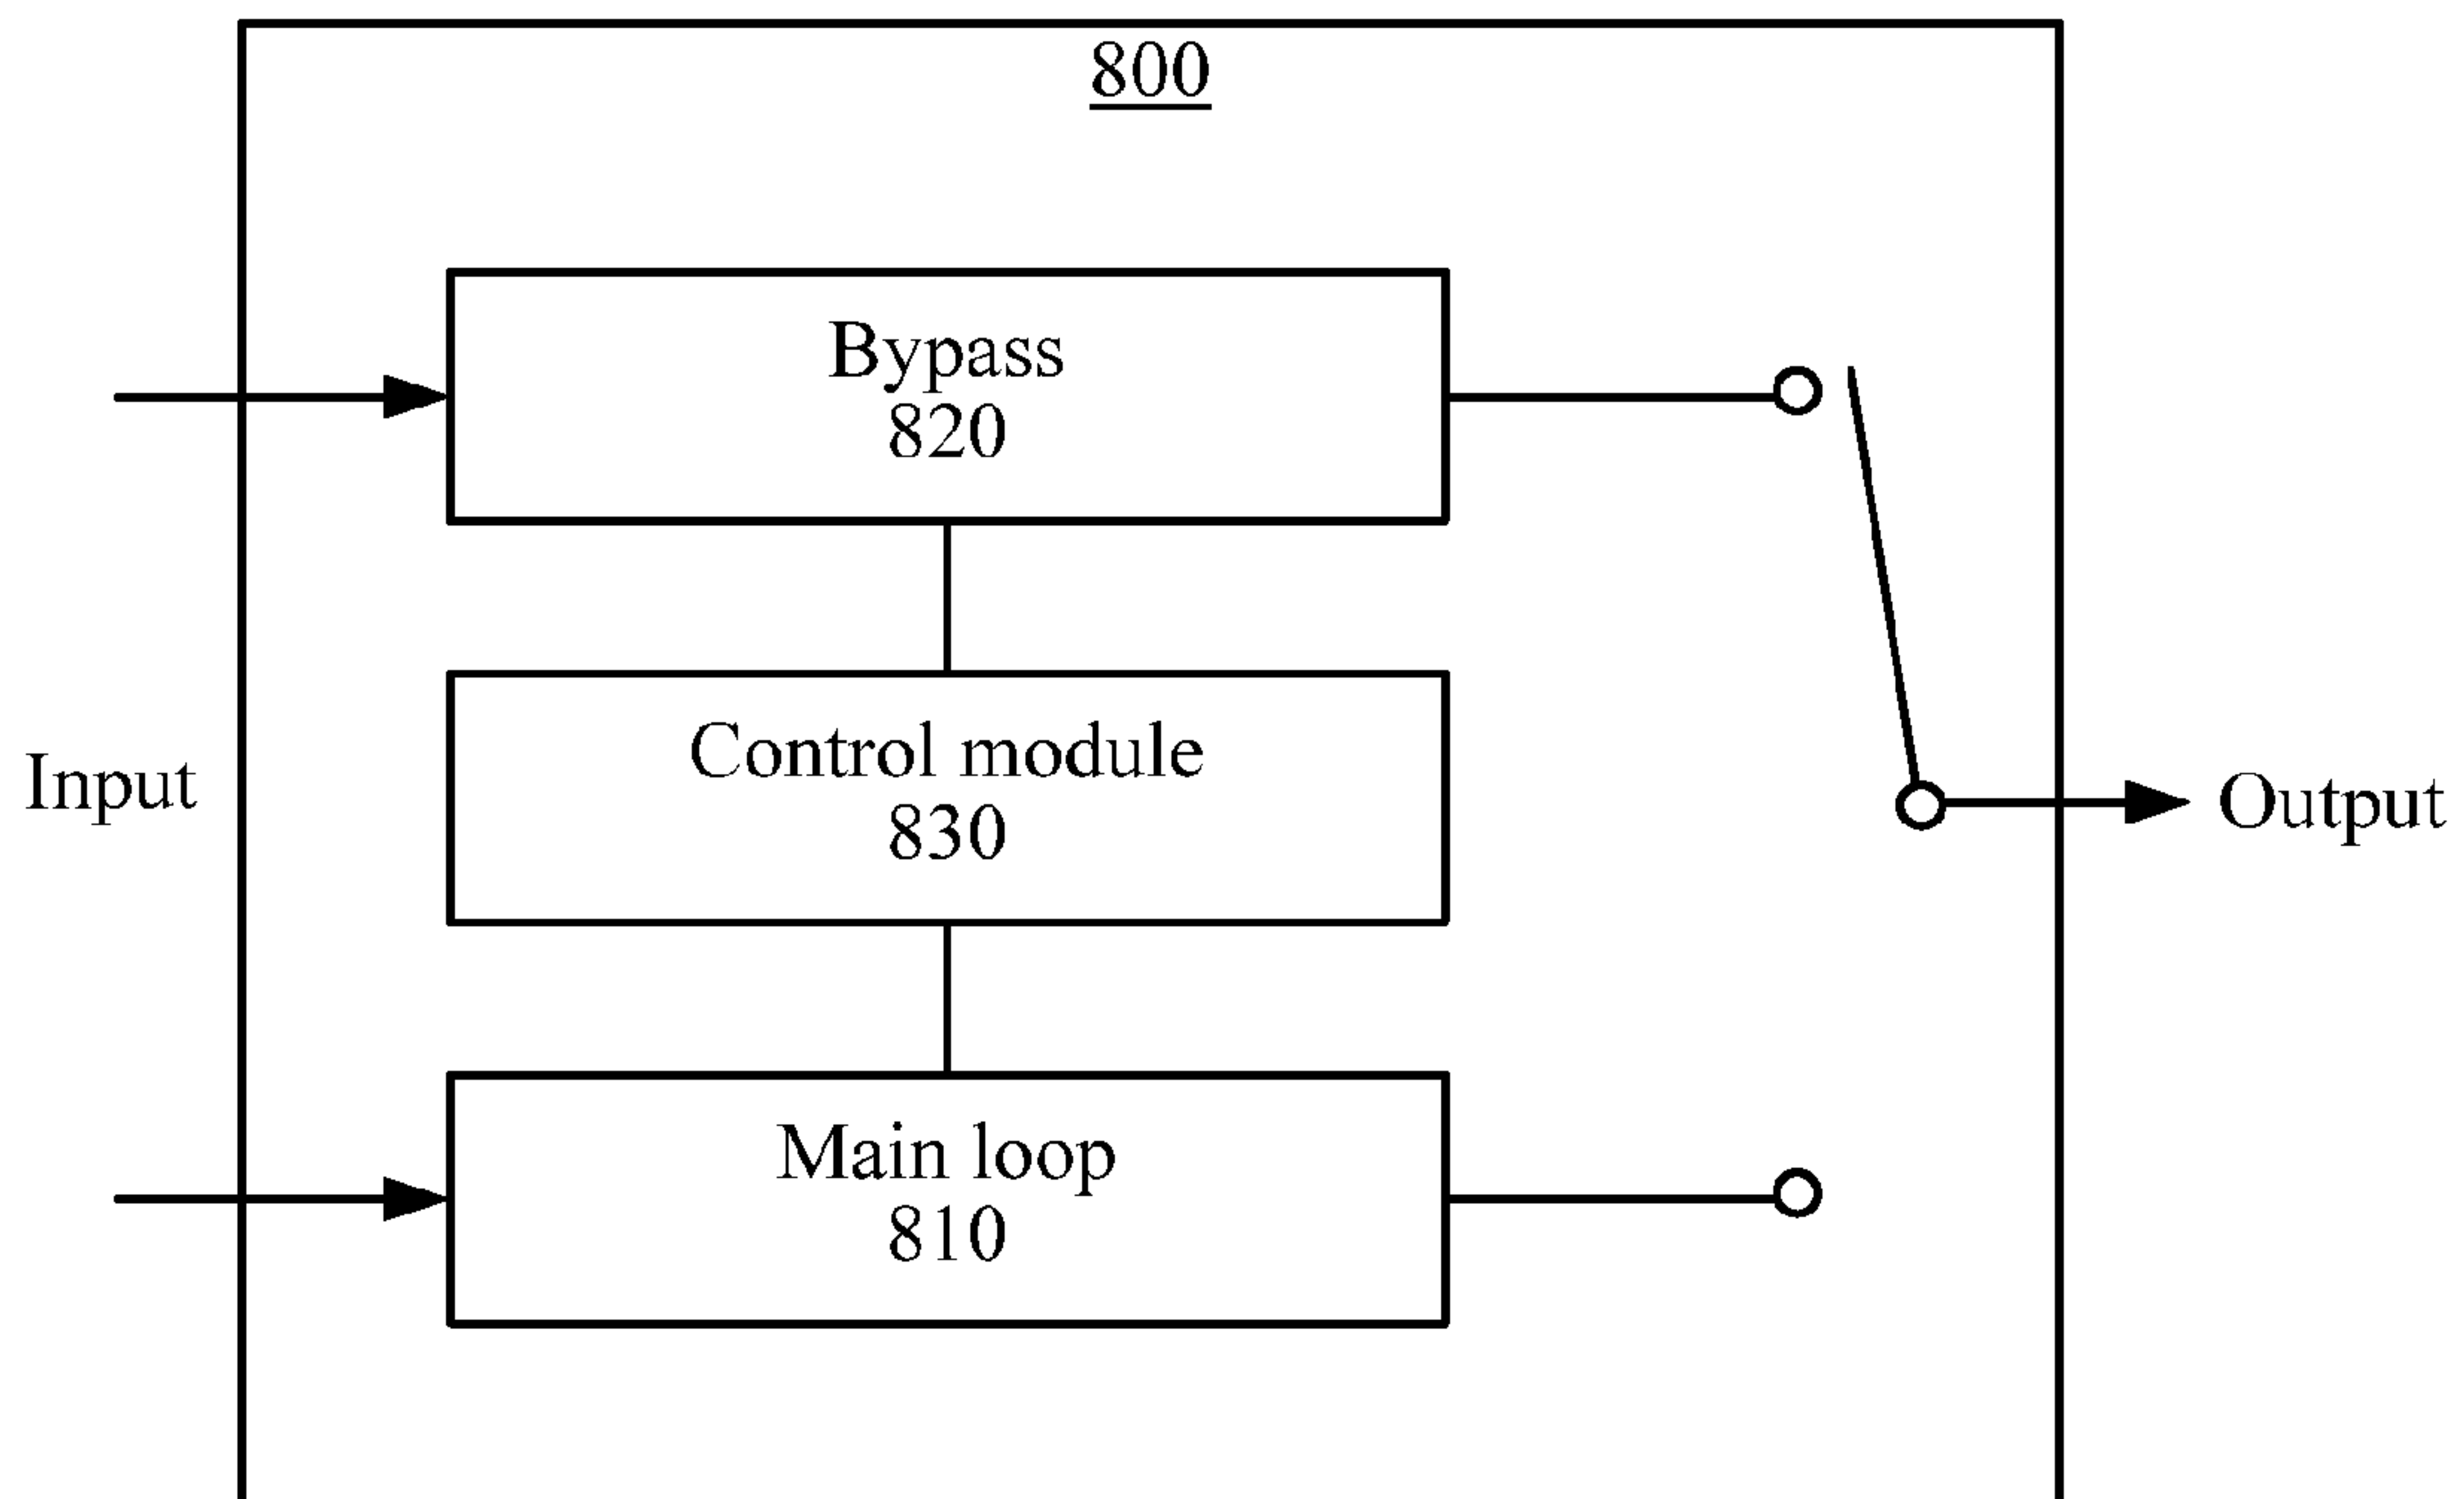 800
Bypass
820
Control module
830
Input
Output
Main loop
810